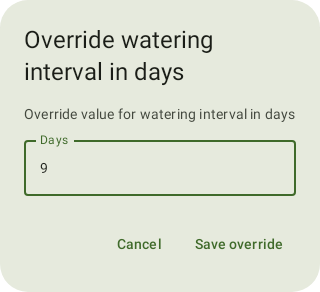 Override watering
interval in days
Override value for watering interval in days
Days
9
Cancel Save override